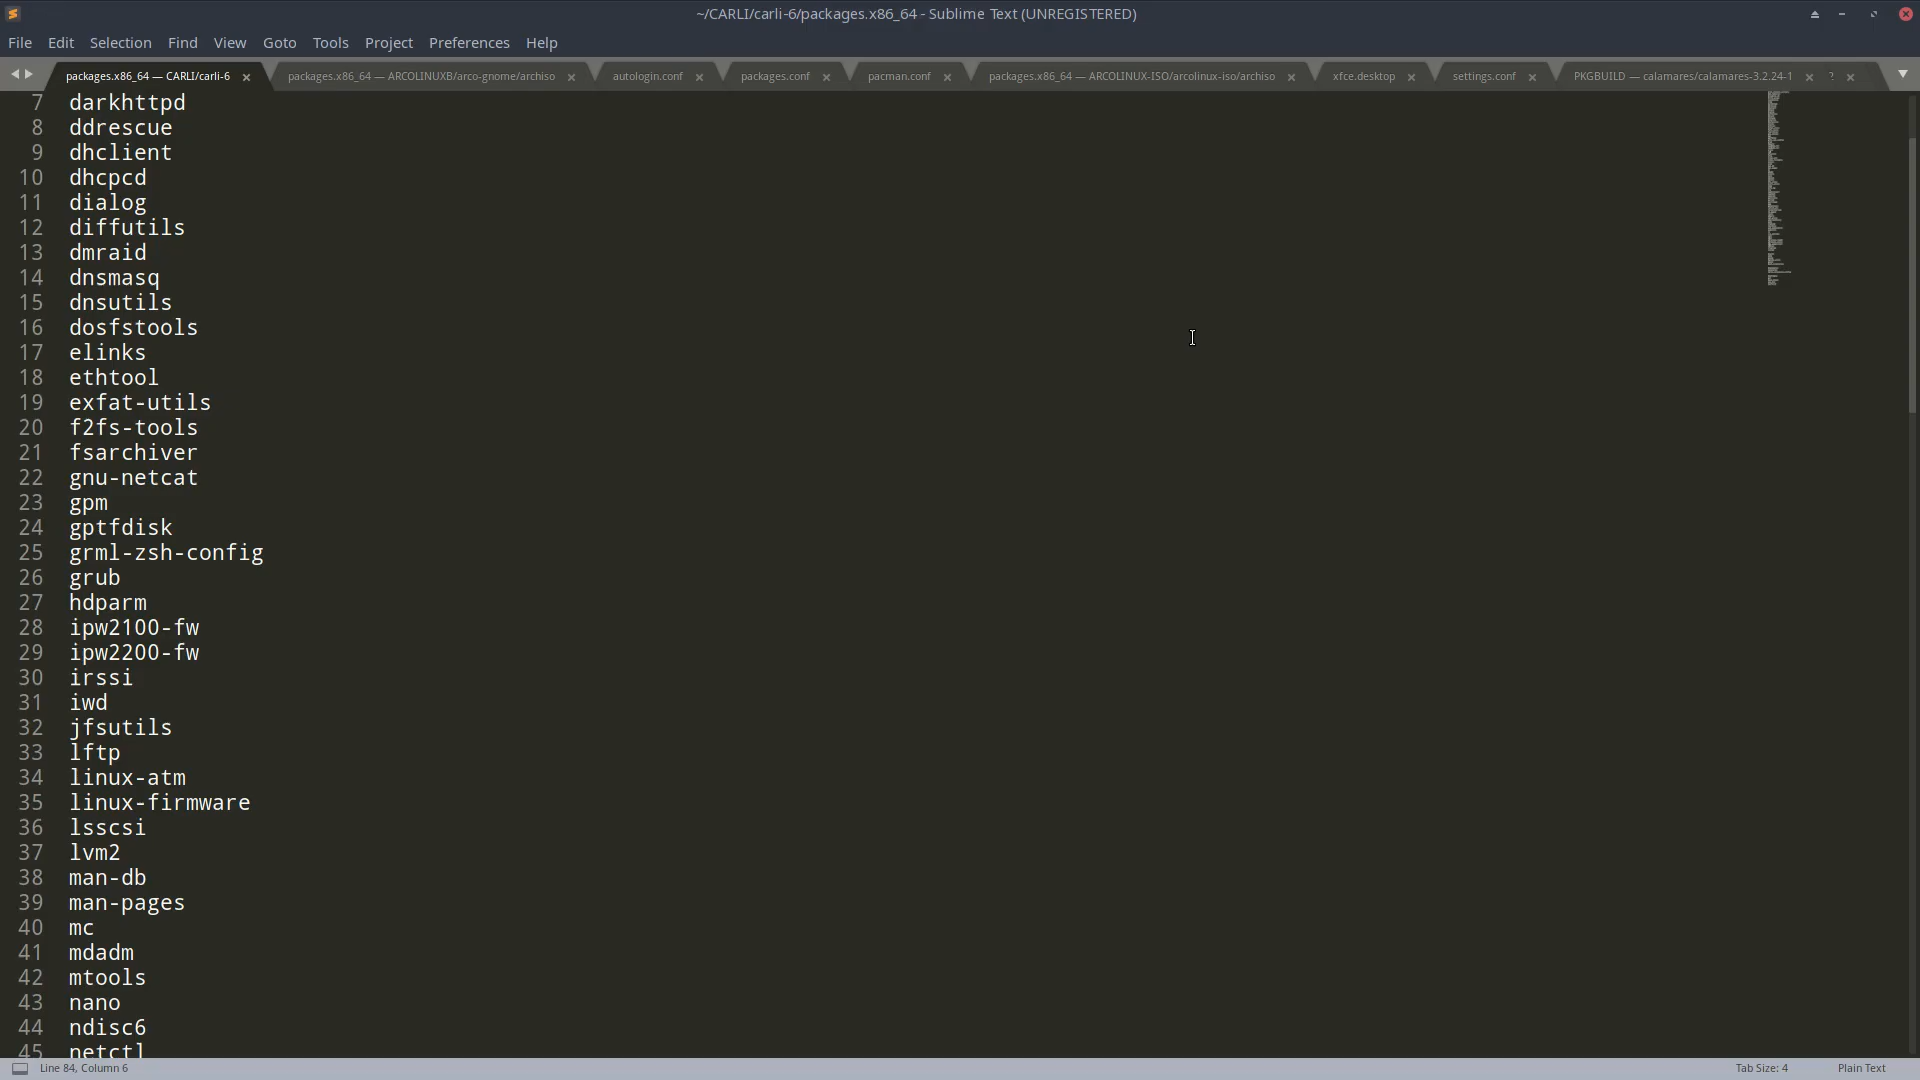 ~/CARLI/carli-6/packages.x86_64 - Sublime Text (UNREGISTERED)
File Edit Selection Find View Goto Tools Project Preferences Help
packages.x86_64 — CARLI/carli-6 × packages.x86_64 — ARCOLINUXB/arco-gnome/archiso × autologin.conf × packages.conf × pacman.conf × packages.x86_64 — ARCOLINUX-ISO/arcolinux-iso/archiso × xfce.desktop × settings.conf × PKGBUILD — calamares/calamares-3.2.24-1 × ? ×
7 darkhttpd
8 ddrescue
9 dhclient
10 dhcpcd
11 dialog
12 diffutils
13 dmraid
14 dnsmasq
15 dnsutils
16 dosfstools
17 elinks
18 ethtool
19 exfat-utils
20 f2fs-tools
21 fsarchiver
22 gnu-netcat
23 gpm
24 gptfdisk
25 grml-zsh-config
26 grub
27 hdparm
28 ipw2100-fw
29 ipw2200-fw
30 irssi
31 iwd
32 jfsutils
33 lftp
34 linux-atm
35 linux-firmware
36 lsscsi
37 lvm2
38 man-db
39 man-pages
40 mc
41 mdadm
42 mtools
43 nano
44 ndisc6
45 netctl
Line 84, Column 6 Tab Size: 4 Plain Text